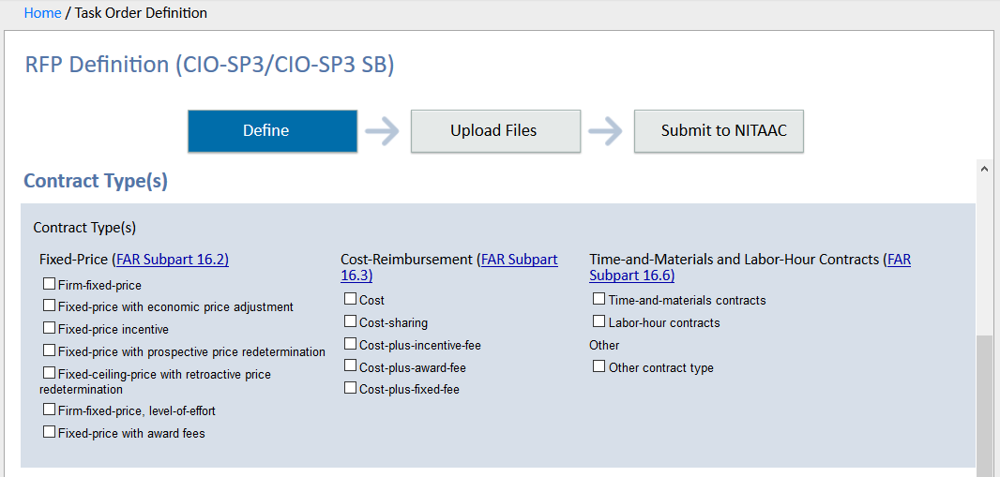 Home / Task Order Definition
RFP Definition (CIO-SP3/CIO-SP3 SB)
Define
Upload Files
Submit to NITAAC
Contract Type(s)
Contract Type(s)
Fixed-Price (FAR Subpart 16.2)
Firm-fixed-price
Fixed-price with economic price adjustment
Fixed-price incentive
Fixed-price with prospective price redetermination
Fixed-ceiling-price with retroactive price
redetermination
Firm-fixed-price, level-of-effort
Fixed-price with award fees
Cost-Reimbursement (FAR Subpart
16.3)
Cost
Cost-sharing
Cost-plus-incentive-fee
Cost-plus-award-fee
Cost-plus-fixed-fee
Time-and-Materials and Labor-Hour Contracts (FAR
Subpart 16.6)
Time-and-materials contracts
Labor-hour contracts
Other
Other contract type